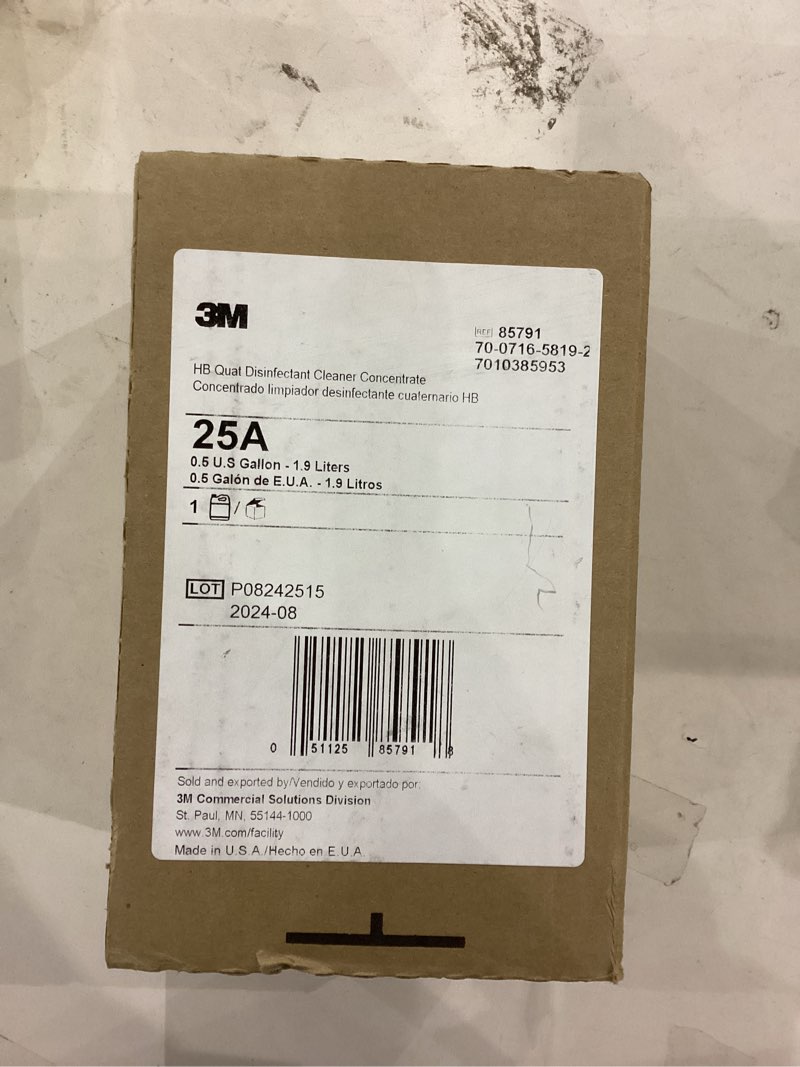 3M
REF 85791
70-0716-5819-2
7010385953
HB Quat Disinfectant Cleaner Concentrate
Concentrado limpiador desinfectante cuaternario HB
25A
0.5 U.S Gallon - 1.9 Liters
0.5 Galón de E.U.A. - 1.9 Litros
1 /
LOT P08242515
2024-08
0 51125 85791 8
Sold and exported by/Vendido y exportado por:
3M Commercial Solutions Division
St. Paul, MN, 55144-1000
www.3M.com/facility
Made in U.S.A./Hecho en E.U.A.